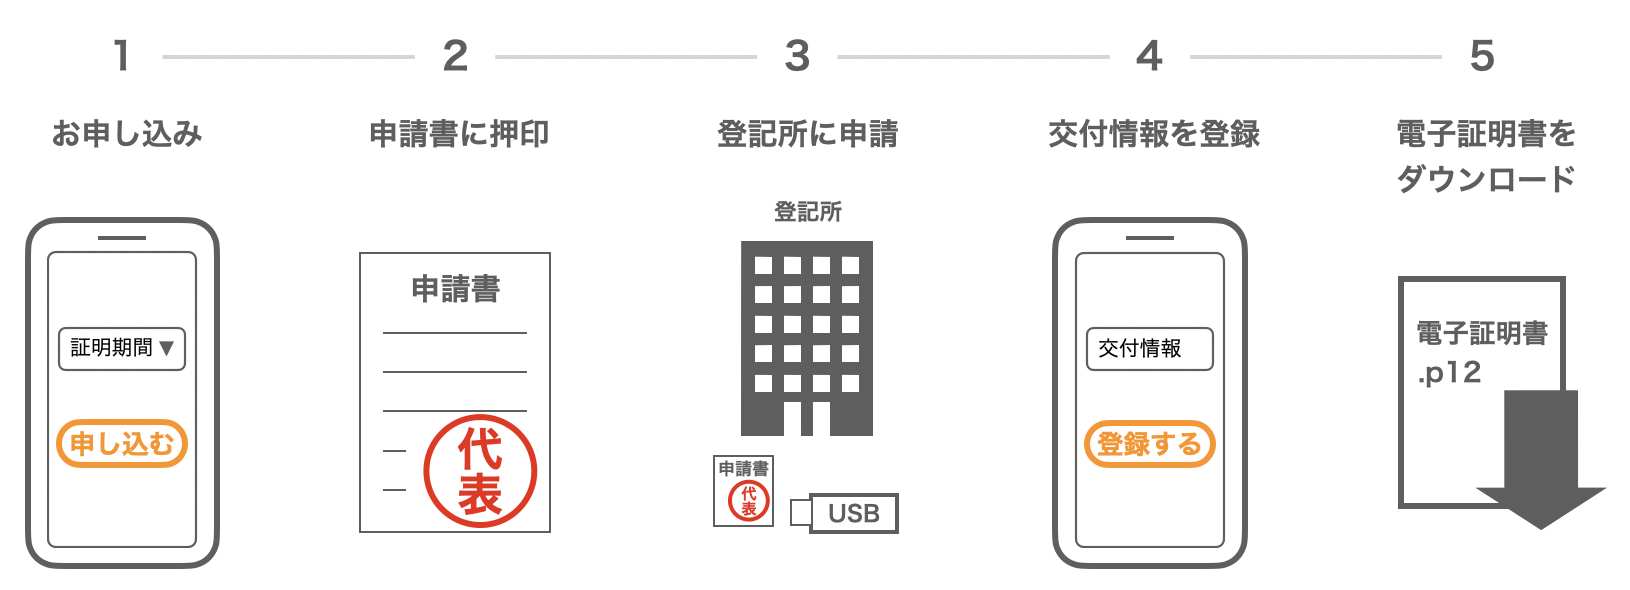 1
2
3
4
5
お申し込み
申請書に押印
登記所に申請
交付情報を登録
電子証明書を
ダウンロード
証明期間▼
申し込む
申請書
代
表
登記所
申請書
代
表
USB
交付情報
登録する
電子証明書
.p12